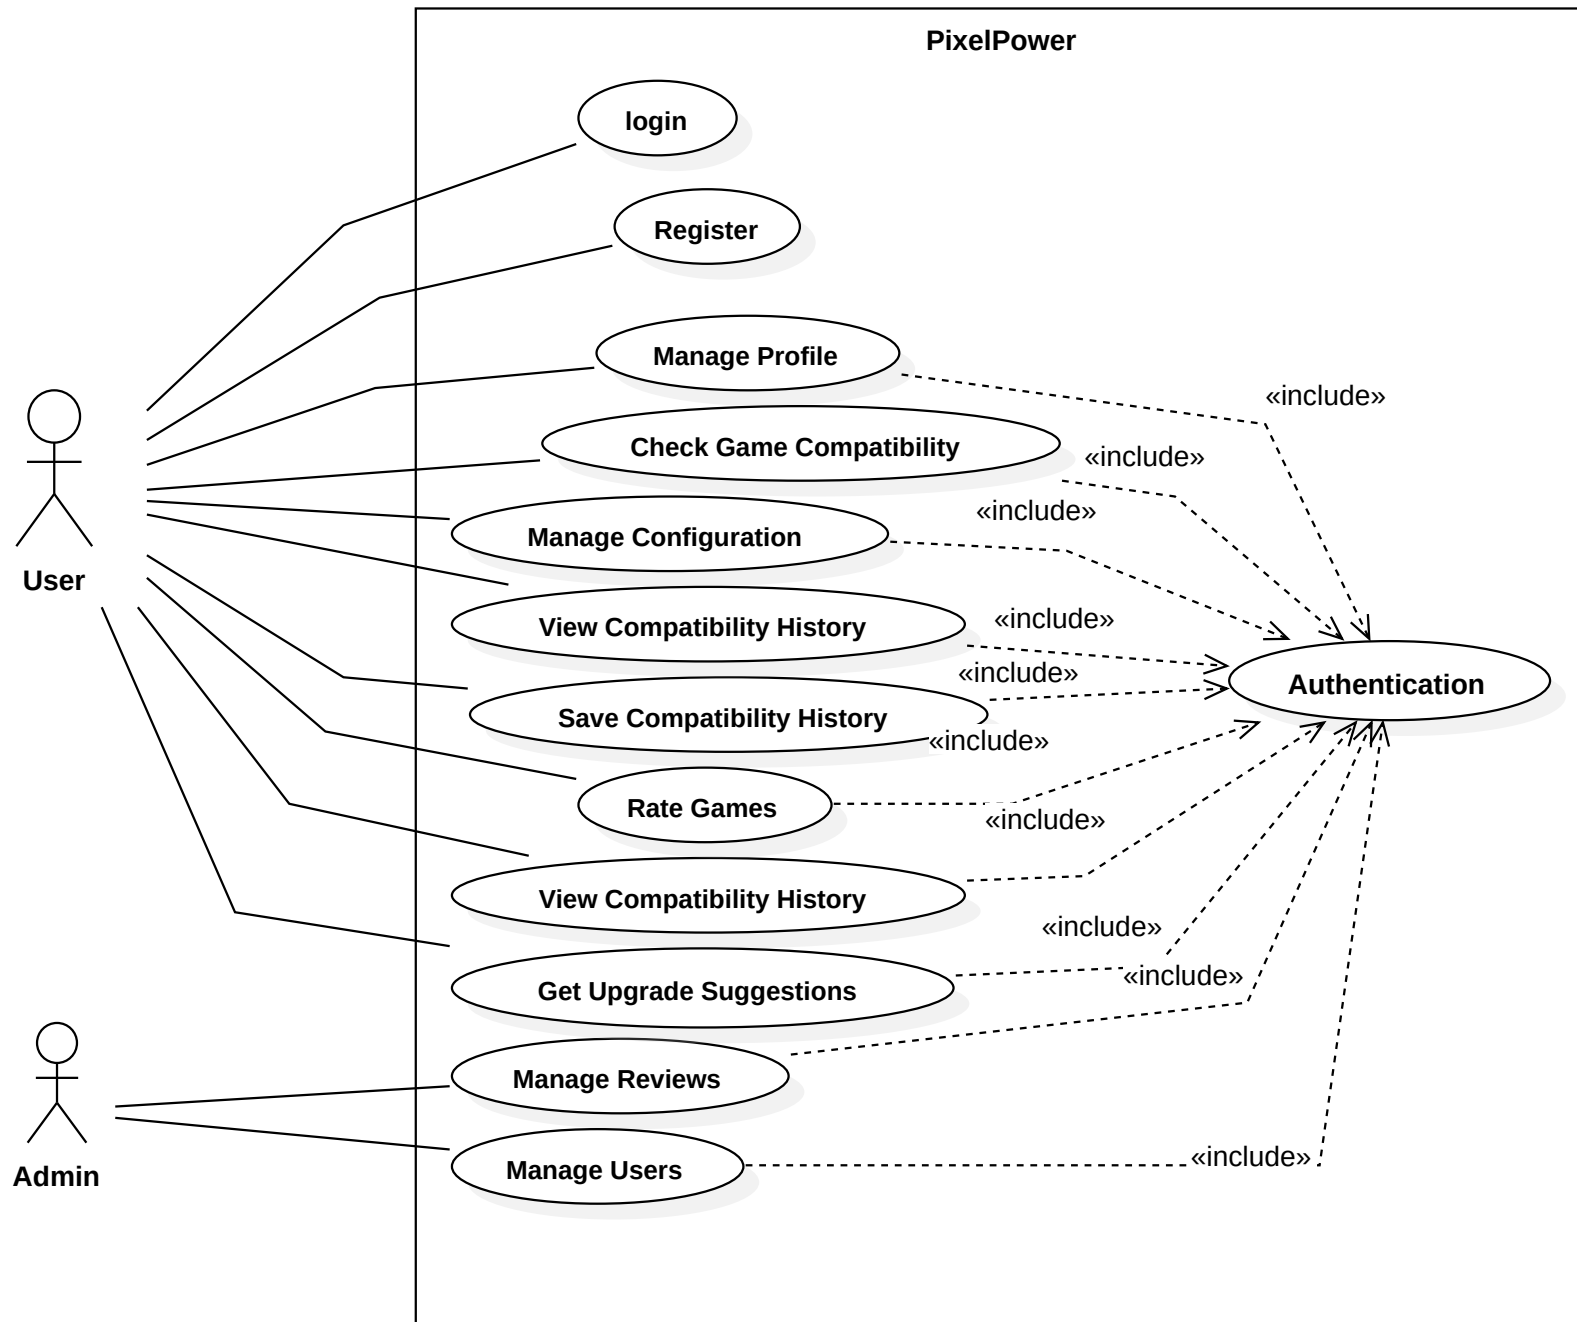 PixelPower
login
Register
Manage Profile
«include»
Check Game Compatibility
«include»
«include»
Manage Configuration
User
View Compatibility History
«include»
«include»
Authentication
Save Compatibility History
«include»
Rate Games
«include»
View Compatibility History
«include»
Get Upgrade Suggestions
«include»
Manage Reviews
«include»
Manage Users
Admin